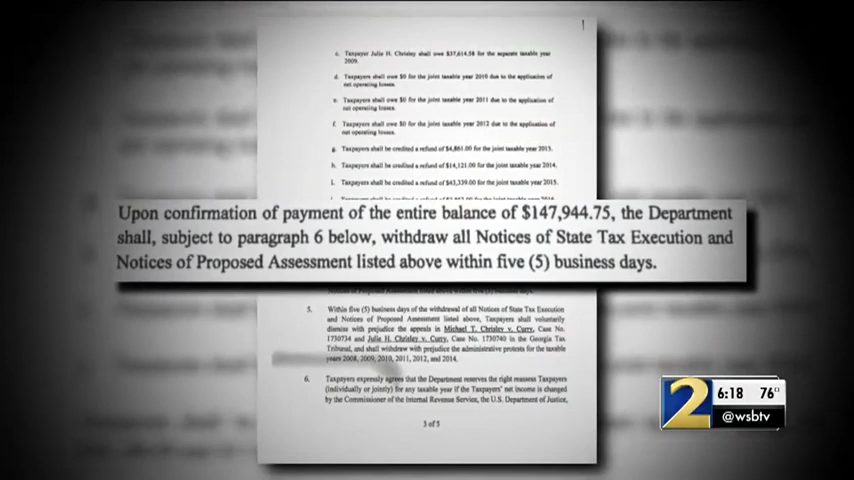 c. Taxpayer Julie H. Chrisley shall owe $37,614.58 for the separate taxable year
2009.
d. Taxpayers shall owe $0 for the joint taxable year 2010 due to the application of
net operating losses.
e. Taxpayers shall owe $0 for the joint taxable year 2011 due to the application of
net operating losses.
f. Taxpayers shall owe $0 for the joint taxable year 2012 due to the application of
net operating losses.
g. Taxpayers shall be credited a refund of $4,861.00 for the joint taxable year 2013.
h. Taxpayers shall be credited a refund of $14,121.00 for the joint taxable year 2014.
i. Taxpayers shall be credited a refund of $43,339.00 for the joint taxable year 2015.
Upon confirmation of payment of the entire balance of $147,944.75, the Department
shall, subject to paragraph 6 below, withdraw all Notices of State Tax Execution and
Notices of Proposed Assessment listed above within five (5) business days.
5. Within five (5) business days of the withdrawal of all Notices of State Tax Execution
and Notices of Proposed Assessment listed above, Taxpayers shall voluntarily
dismiss with prejudice the appeals in Michael T. Chrisley v. Curry, Case No.
1730734 and Julie H. Chrisley v. Curry, Case No. 1730740 in the Georgia Tax
Tribunal, and shall withdraw with prejudice the administrative protests for the taxable
years 2008, 2009, 2010, 2011, 2012, and 2014.
6. Taxpayers expressly agrees that the Department reserves the right reassess Taxpayers
(individually or jointly) for any taxable year if the Taxpayers' net income is changed
by the Commissioner of the Internal Revenue Service, the U.S. Department of Justice,
3 of 5
2 6:18 76°
@wsbtv